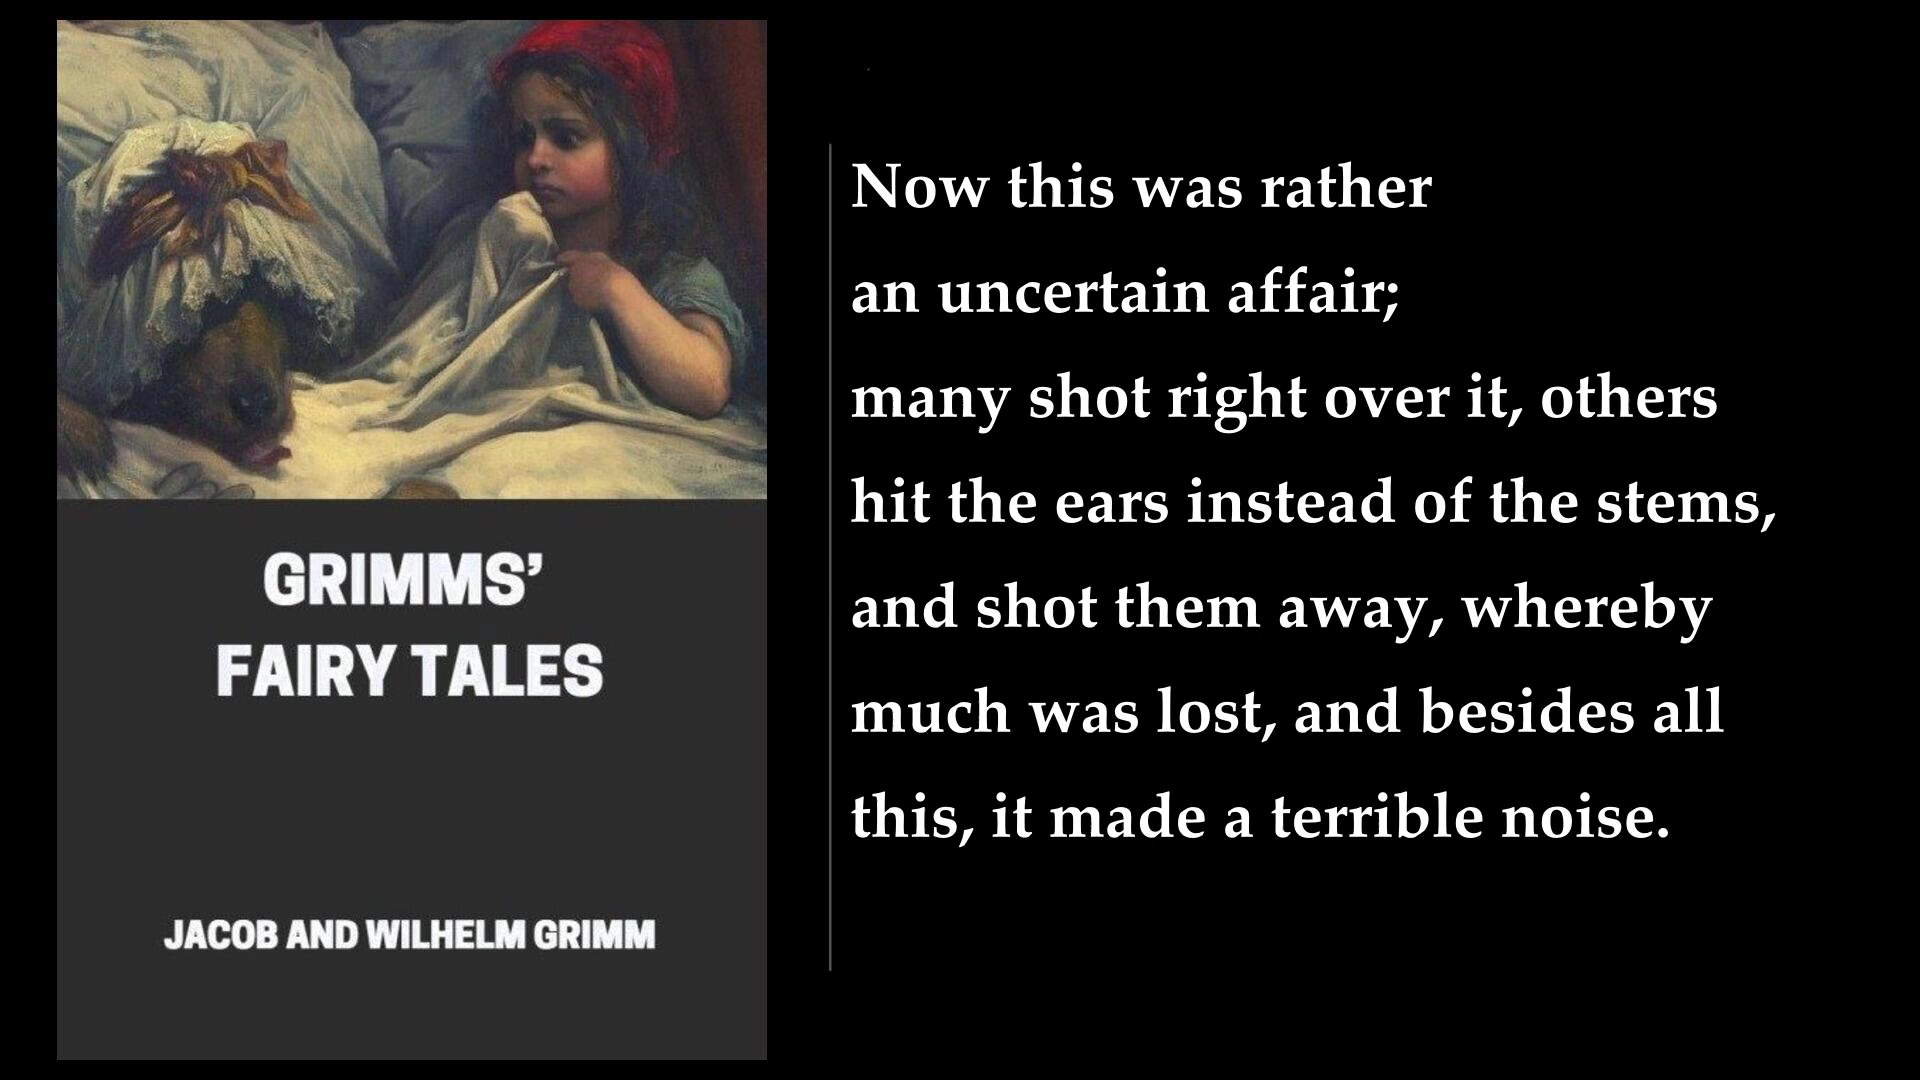 GRIMMS’
FAIRY TALES
JACOB AND WILHELM GRIMM
Now this was rather
an uncertain affair;
many shot right over it, others
hit the ears instead of the stems,
and shot them away, whereby
much was lost, and besides all
this, it made a terrible noise.